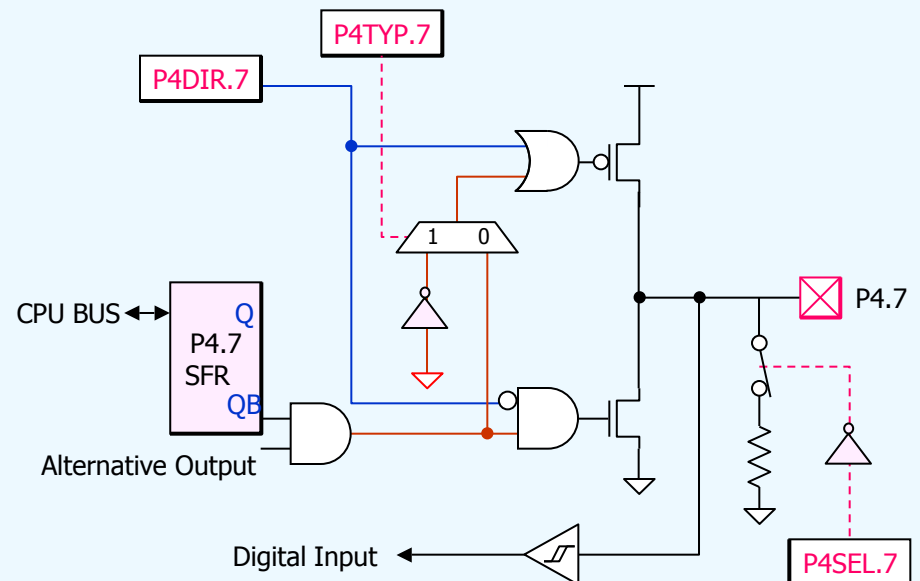 P4TYP.7
P4DIR.7
1 0
CPU BUS
Q
P4.7
SFR
QB
P4.7
Alternative Output
Digital Input
P4SEL.7